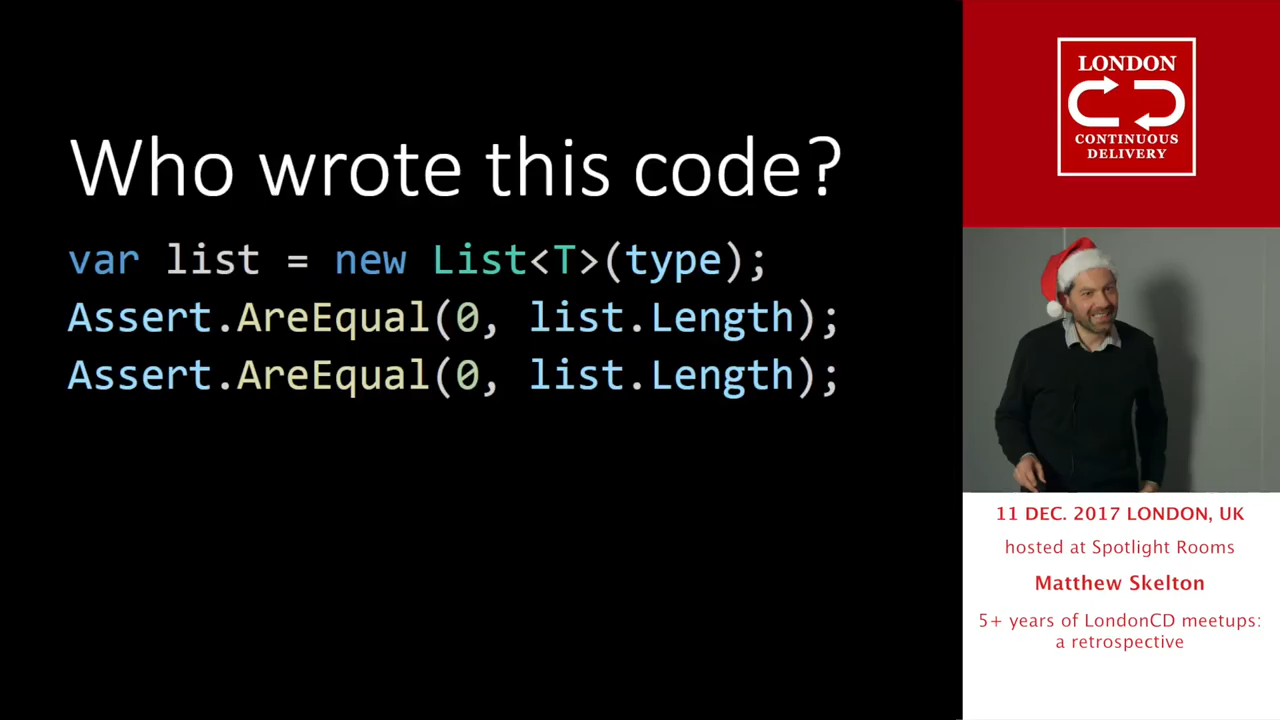 Who wrote this code?
var list = new List<T>(type);
Assert.AreEqual(0, list.Length);
Assert.AreEqual(0, list.Length);
LONDON
CONTINUOUS
DELIVERY
11 DEC. 2017 LONDON, UK
hosted at Spotlight Rooms
Matthew Skelton
5+ years of LondonCD meetups:
a retrospective